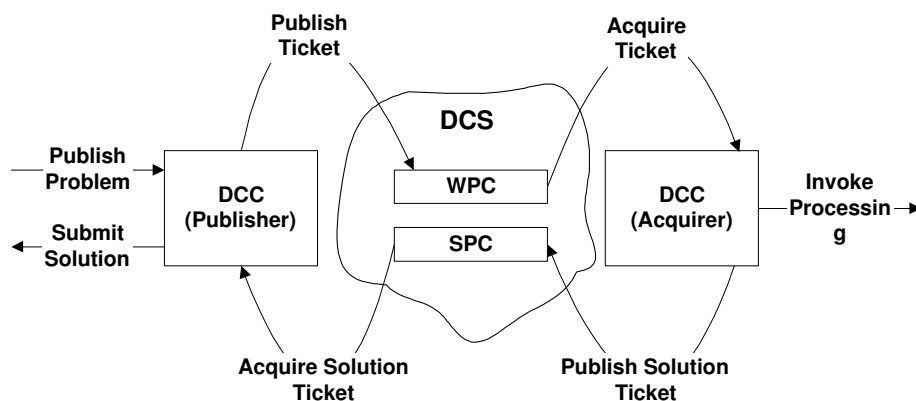 Publish
Ticket
Acquire
Ticket
DCS
Publish
Problem
DCC
(Publisher)
WPC
DCC
(Acquirer)
Invoke
Processin
g
Submit
Solution
SPC
Acquire Solution
Ticket
Publish Solution
Ticket